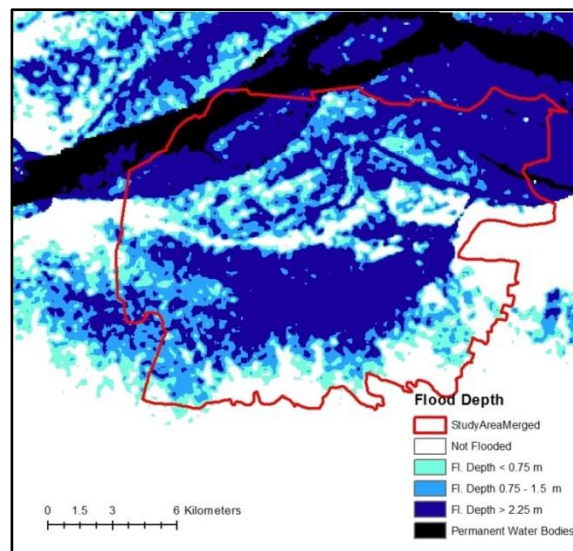 Flood Depth
StudyAreaMerged
Not Flooded
Fl. Depth < 0.75 m
Fl. Depth 0.75 - 1.5 m
Fl. Depth > 2.25 m
Permanent Water Bodies
0 1.5 3 6 Kilometers